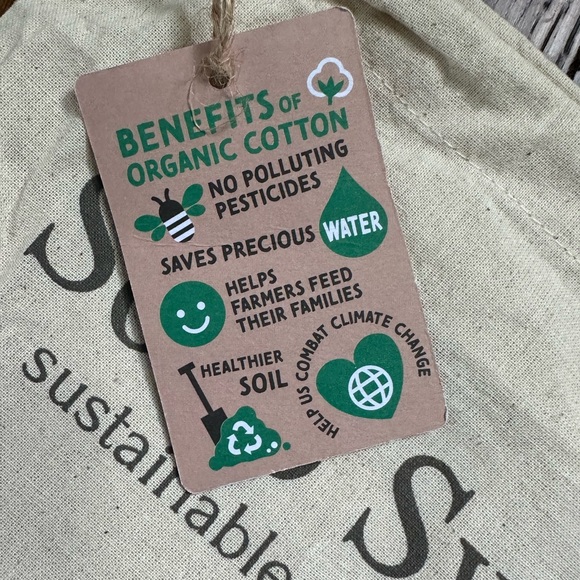 BENEFITS OF
ORGANIC COTTON
NO POLLUTING
PESTICIDES
SAVES PRECIOUS WATER
HELPS
FARMERS FEED
THEIR FAMILIES
HEALTHIER
SOIL
HELP US COMBAT CLIMATE CHANGE
sustainable